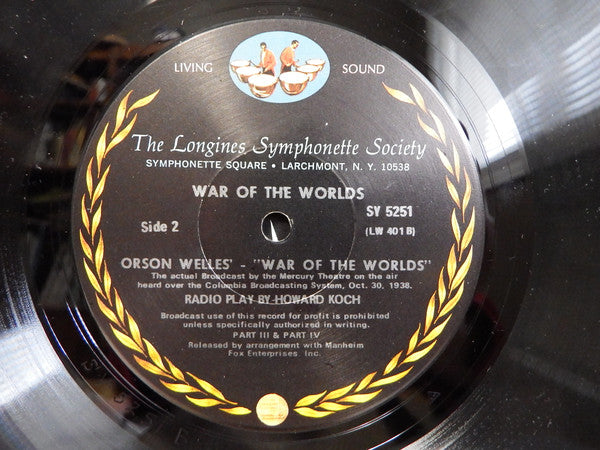 LIVING SOUND
The Longines Symphonette Society
SYMPHONETTE SQUARE • LARCHMONT, N. Y. 10538
WAR OF THE WORLDS
Side 2
SY 5251
(LW 401 B)
ORSON WELLES' - "WAR OF THE WORLDS"
The actual Broadcast by the Mercury Theatre on the air
heard over the Columbia Broadcasting System, Oct. 30, 1938.
RADIO PLAY BY HOWARD KOCH
Broadcast use of this record for profit is prohibited
unless specifically authorized in writing.
PART III & PART IV
Released by arrangement with Manheim
Fox Enterprises, Inc.